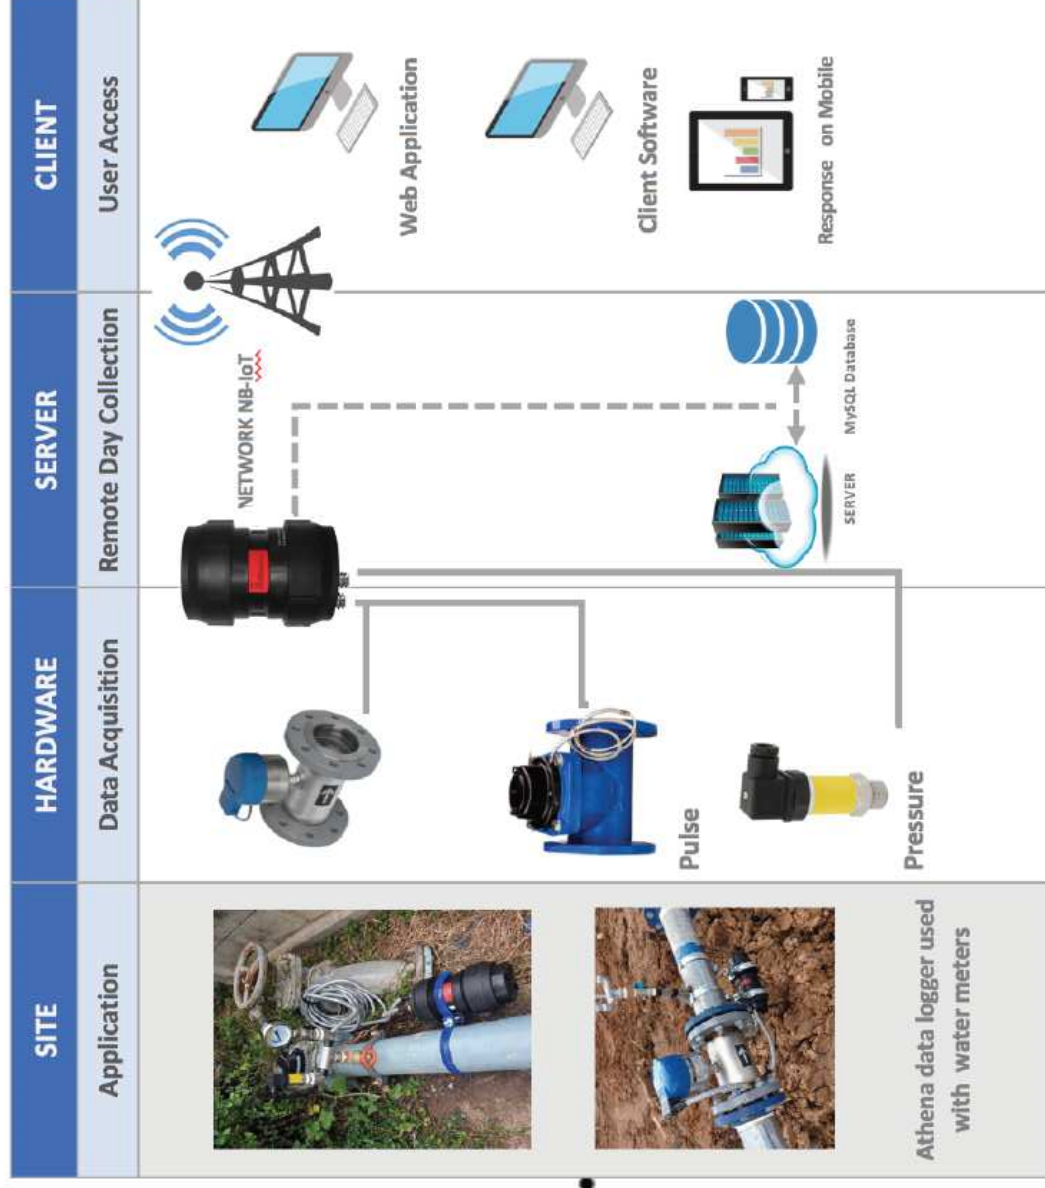 SITE
HARDWARE
SERVER
CLIENT
Application
Data Acquisition
Remote Day Collection
User Access
Athena data logger used
with water meters
Pulse
Pressure
NETWORK NB-IoT
SERVER
MySQL Database
Web Application
Client Software
Response on Mobile